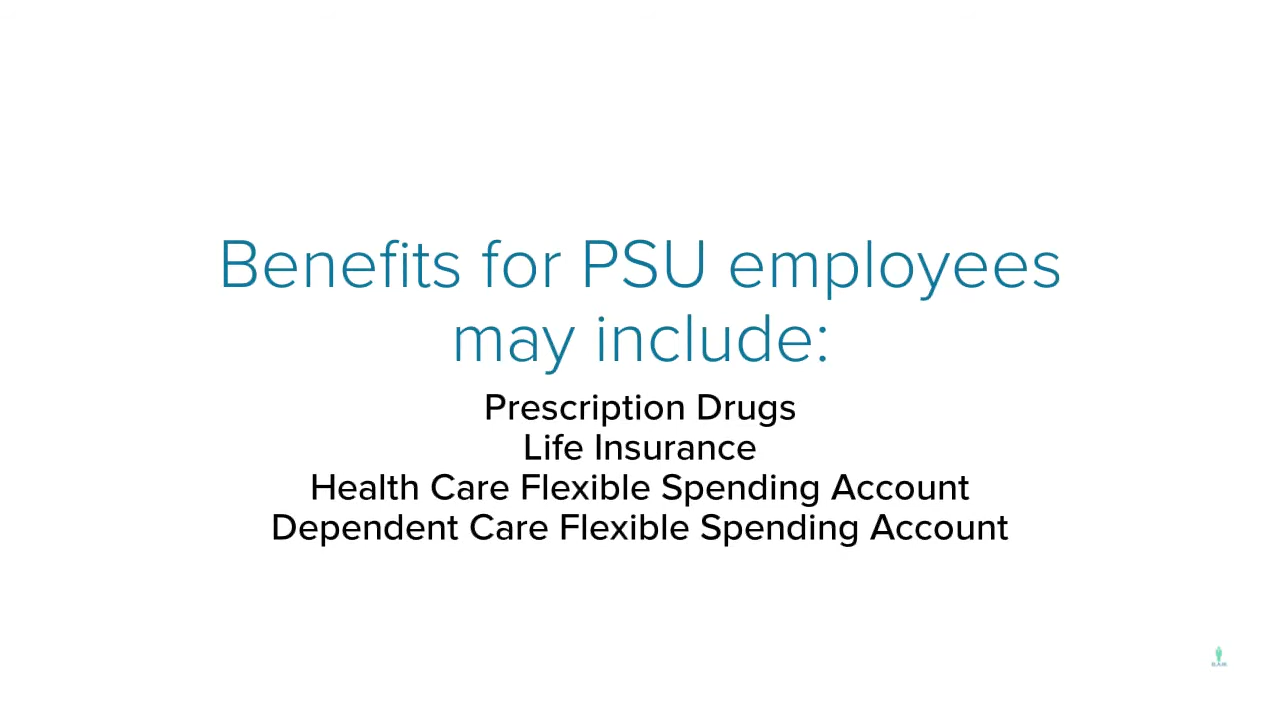 Benefits for PSU employees
may include:
Prescription Drugs
Life Insurance
Health Care Flexible Spending Account
Dependent Care Flexible Spending Account